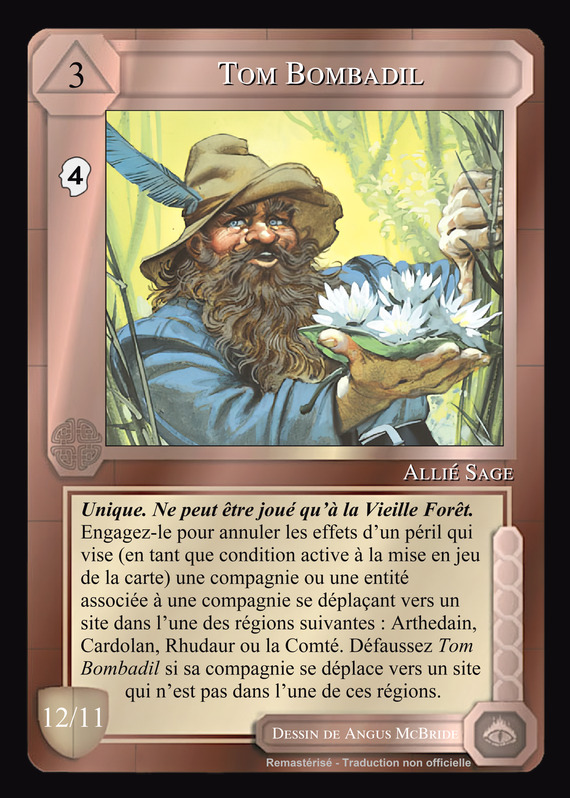 3
TOM BOMBADIL
4
ALLIÉ SAGE
Unique. Ne peut être joué qu'à la Vieille Forêt.
Engagez-le pour annuler les effets d'un péril qui
vise (en tant que condition active à la mise en jeu
de la carte) une compagnie ou une entité
associée à une compagnie se déplaçant vers un
site dans l'une des régions suivantes : Arthedain,
Cardolan, Rhudaur ou la Comté. Défaussez Tom
Bombadil si sa compagnie se déplace vers un site
qui n'est pas dans l'une de ces régions.
12/11
DESSIN DE ANGUS MCBRIDE
Remastérisé - Traduction non officielle